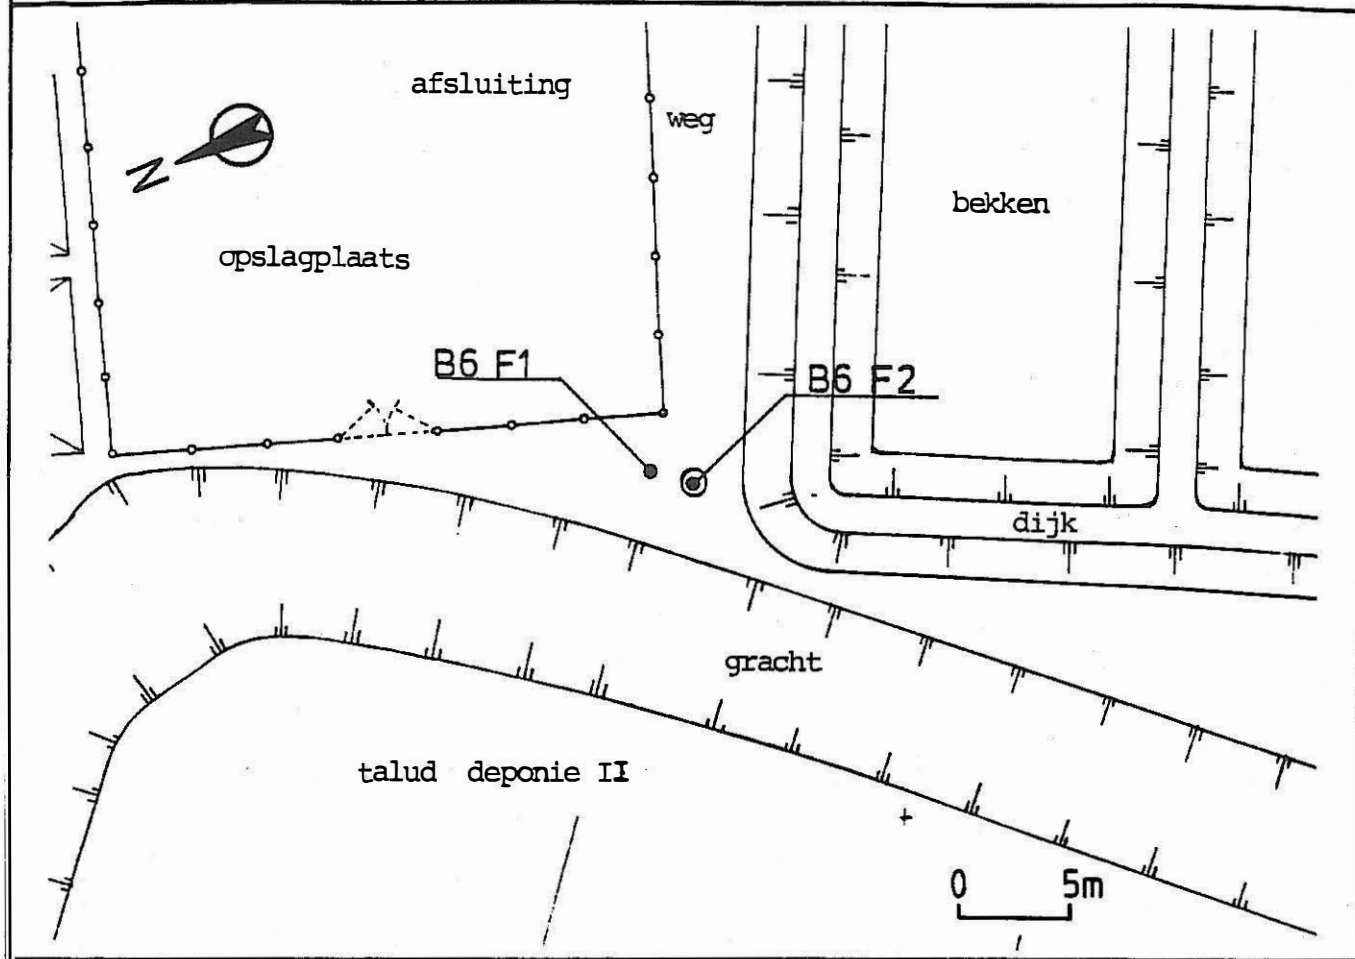 afsluiting
weg
N
bekken
opslagplaats
B6 F1
B6 F2
dijk
gracht
talud deponie II
0 5m